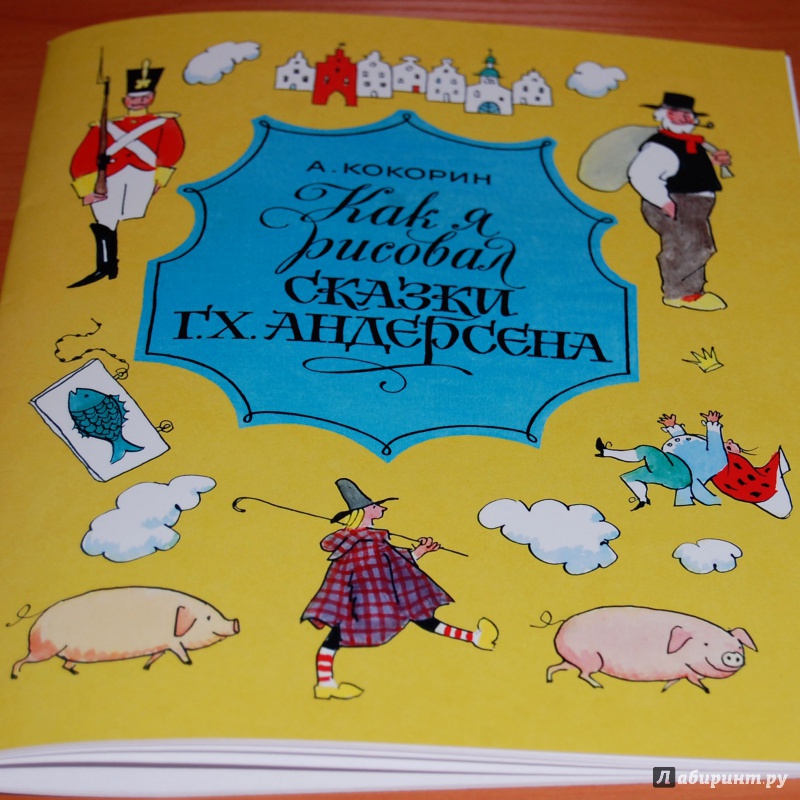 А. КОКОРИН
Как я
рисовал
СКАЗКИ
Г.Х. АНДЕРСЕНА
Лабиринт.ру